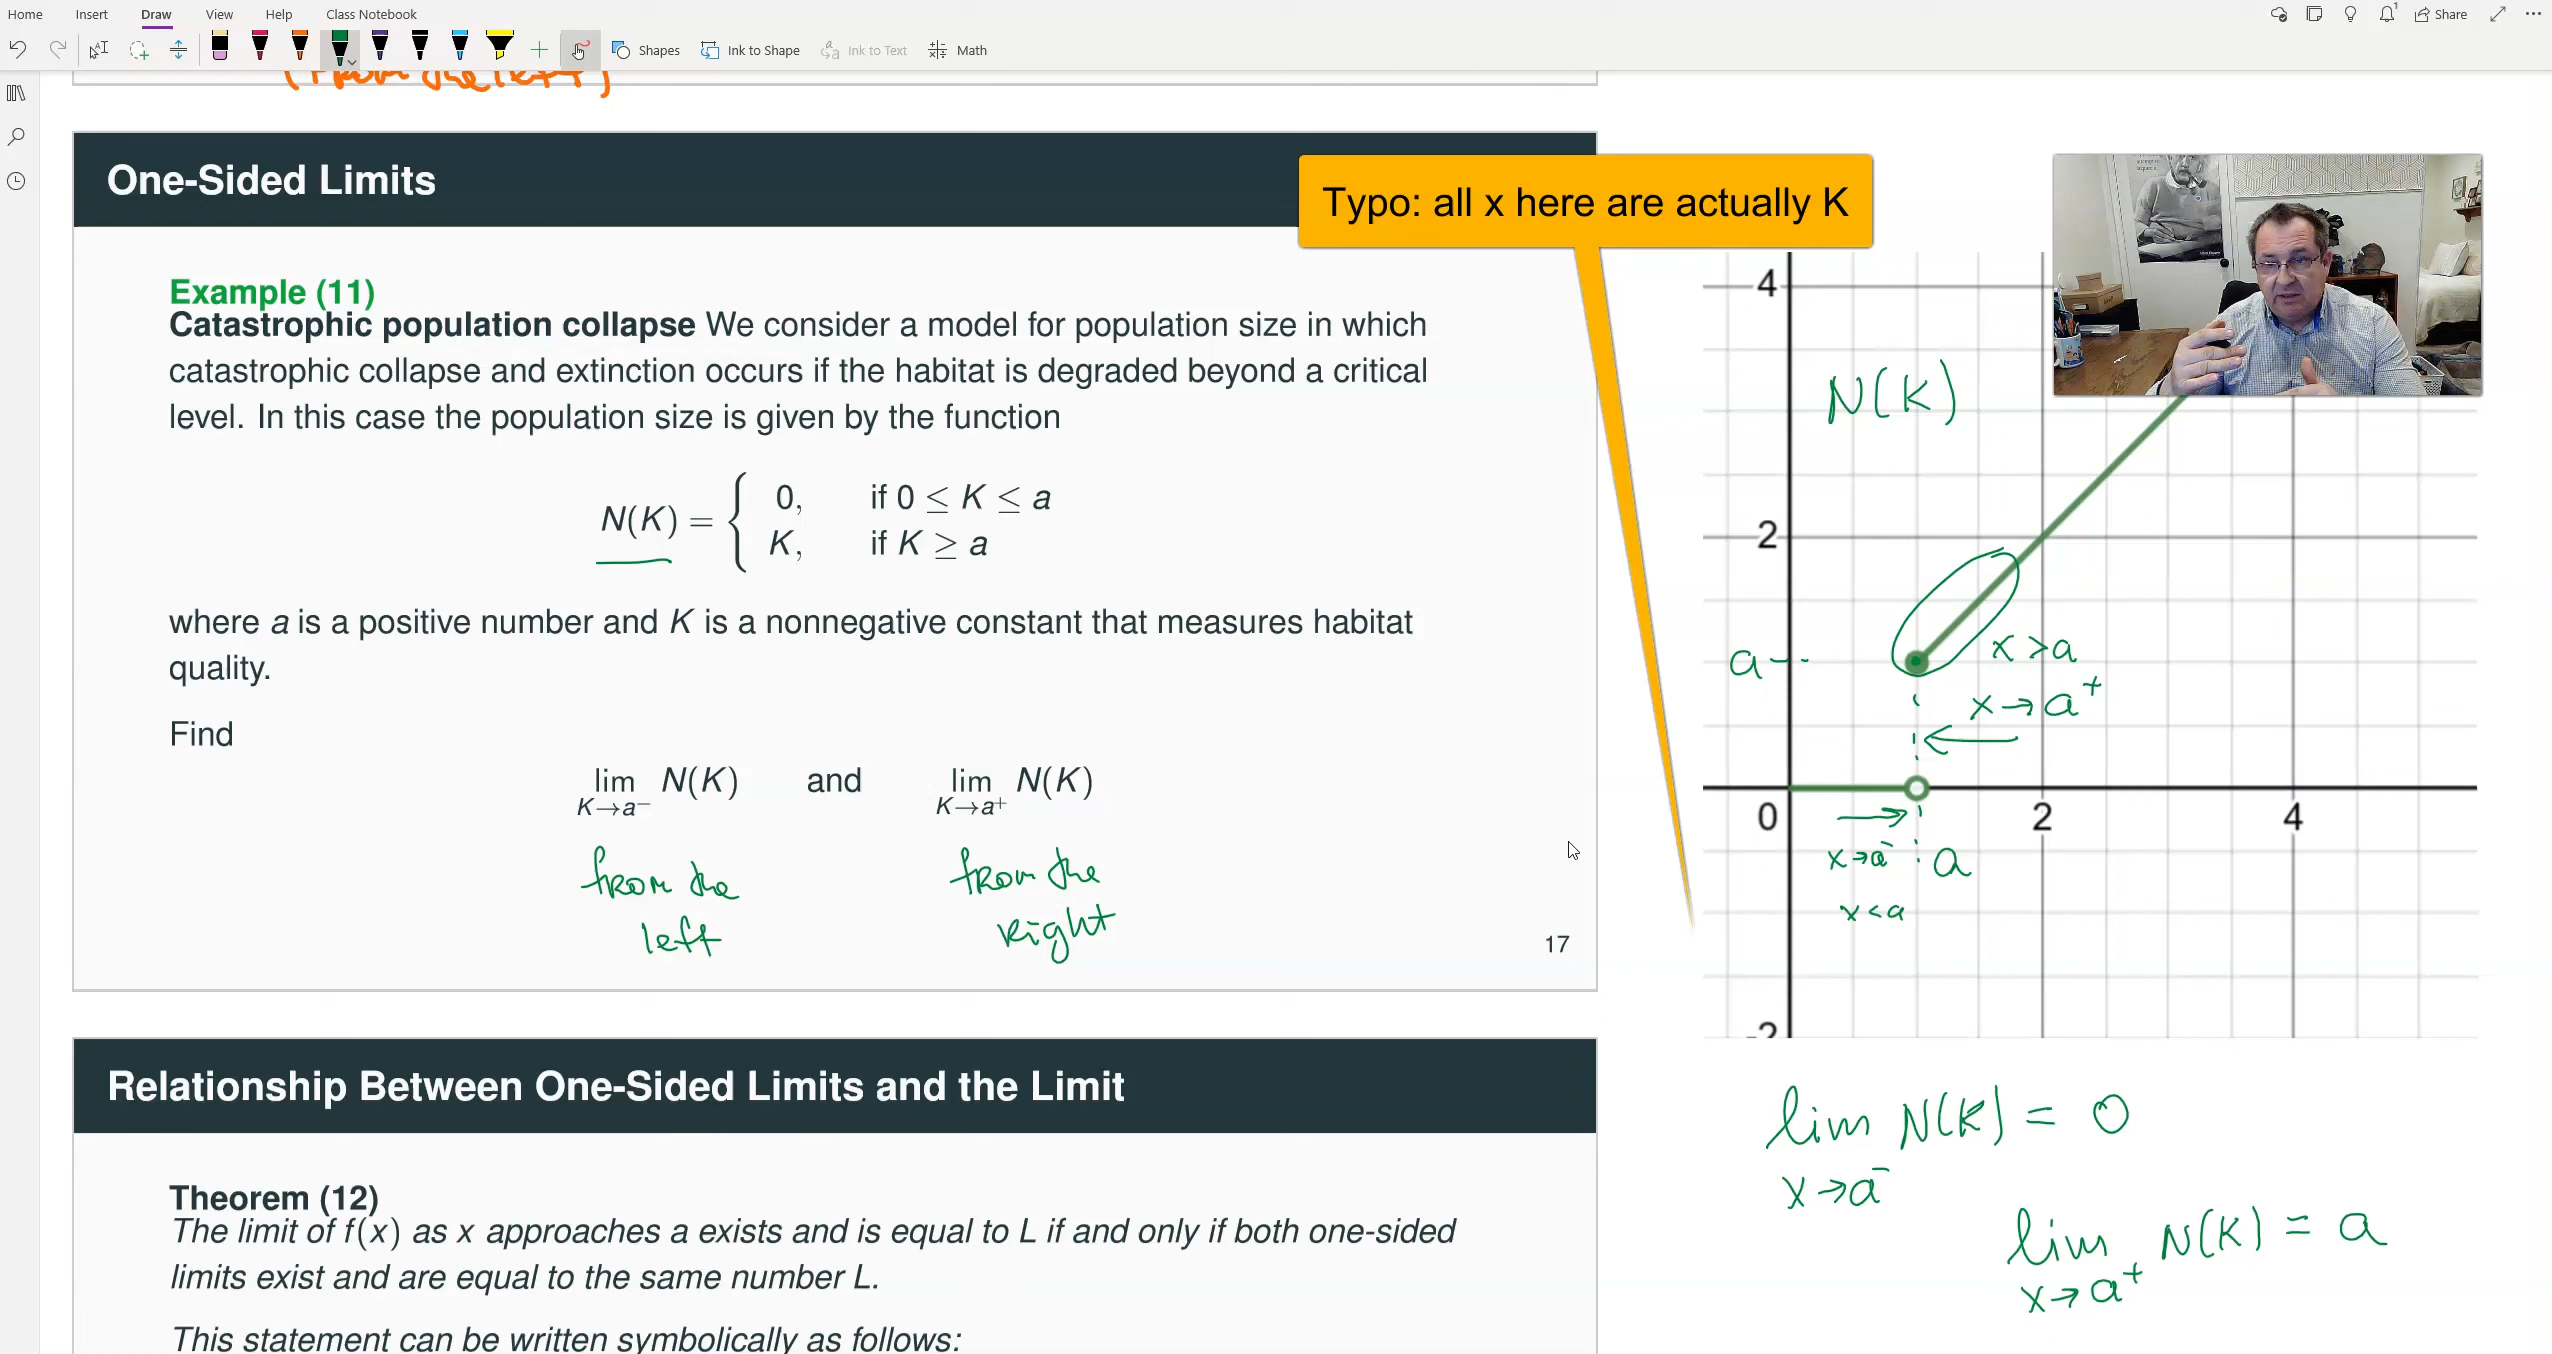 Home Insert Draw View Help Class Notebook Share
Shapes Ink to Shape Ink to Text Math
(From the left)
One-Sided Limits
Typo: all x here are actually K
Example (11)
Catastrophic population collapse We consider a model for population size in which
catastrophic collapse and extinction occurs if the habitat is degraded beyond a critical
level. In this case the population size is given by the function
N(K) = { 0, if 0 ≤ K ≤ a
K, if K ≥ a
where a is a positive number and K is a nonnegative constant that measures habitat
quality.
Find
lim N(K) and lim N(K)
K→a⁻ K→a⁺
from the from the
left right
17
4
N(K)
2
a
x > a
x → a⁺
0 2 4
x → a⁻ a
x < a
-2
lim N(K) = 0
x → a⁻
lim N(K) = a
x → a⁺
Relationship Between One-Sided Limits and the Limit
Theorem (12)
The limit of f(x) as x approaches a exists and is equal to L if and only if both one-sided
limits exist and are equal to the same number L.
This statement can be written symbolically as follows: